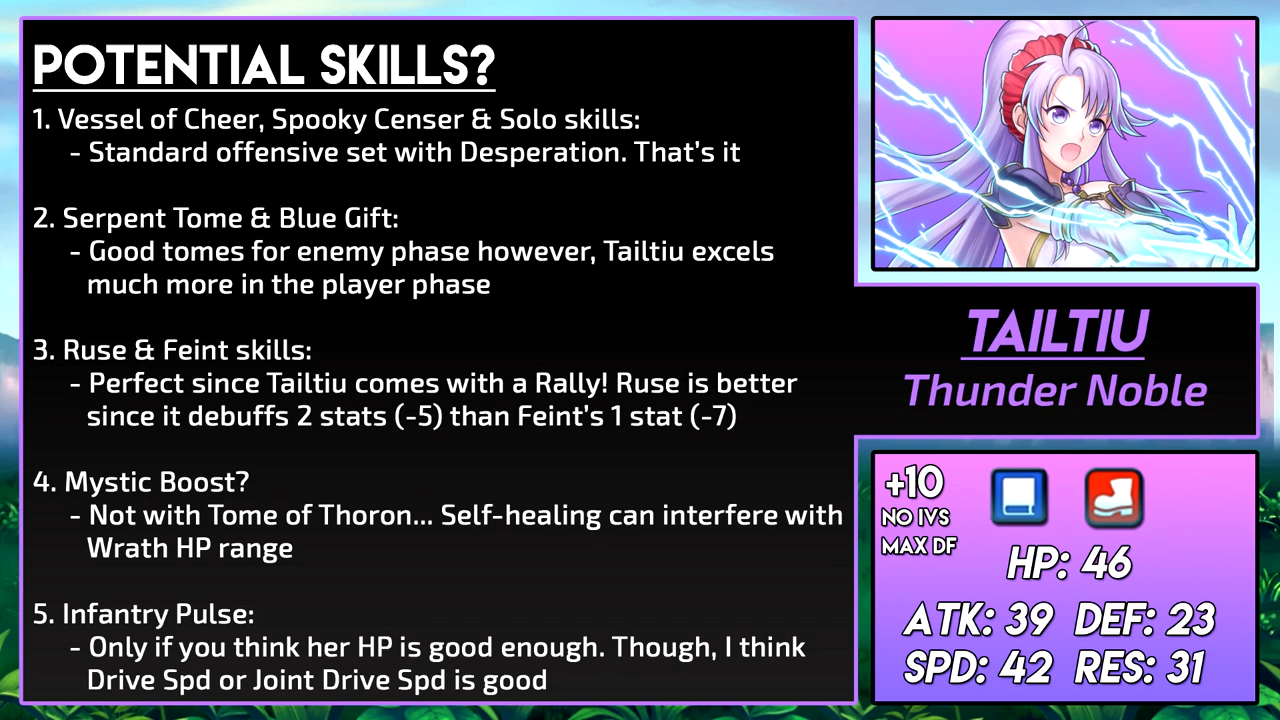 POTENTIAL SKILLS?
1. Vessel of Cheer, Spooky Censer & Solo skills:
- Standard offensive set with Desperation. That's it
2. Serpent Tome & Blue Gift:
- Good tomes for enemy phase however, Tailtiu excels
much more in the player phase
3. Ruse & Feint skills:
- Perfect since Tailtiu comes with a Rally! Ruse is better
since it debuffs 2 stats (-5) than Feint's 1 stat (-7)
4. Mystic Boost?
- Not with Tome of Thoron... Self-healing can interfere with
Wrath HP range
5. Infantry Pulse:
- Only if you think her HP is good enough. Though, I think
Drive Spd or Joint Drive Spd is good
TAILTIU
Thunder Noble
+10
NO IVS
MAX DF
HP: 46
ATK: 39 DEF: 23
SPD: 42 RES: 31